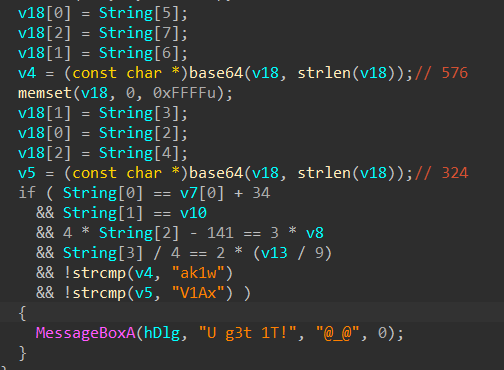 v18[0] = String[5];
v18[2] = String[7];
v18[1] = String[6];
v4 = (const char *)base64(v18, strlen(v18));// 576
memset(v18, 0, 0xFFFFu);
v18[1] = String[3];
v18[0] = String[2];
v18[2] = String[4];
v5 = (const char *)base64(v18, strlen(v18));// 324
if ( String[0] == v7[0] + 34
&& String[1] == v10
&& 4 * String[2] - 141 == 3 * v8
&& String[3] / 4 == 2 * (v13 / 9)
&& !strcmp(v4, "ak1w")
&& !strcmp(v5, "V1Ax") )
{
MessageBoxA(hDlg, "U g3t 1T!", "@_@", 0);
}